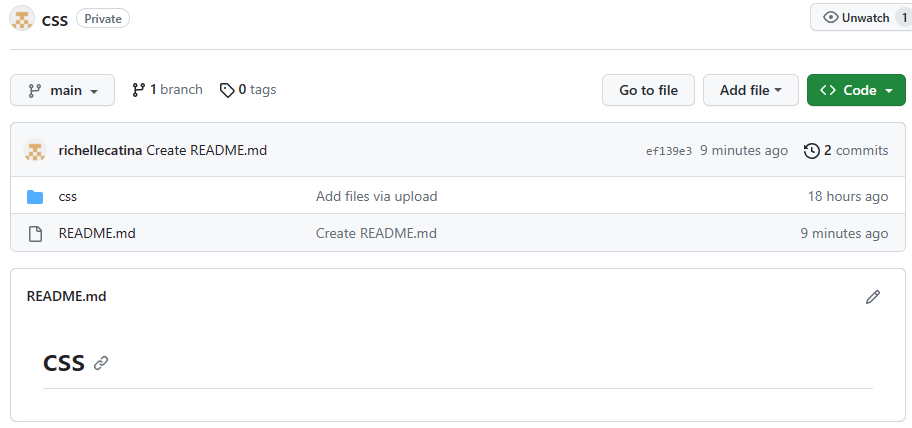 css Private Unwatch 1
main 1 branch 0 tags Go to file Add file Code
richellecatina Create README.md ef139e3 9 minutes ago 2 commits
css Add files via upload 18 hours ago
README.md Create README.md 9 minutes ago
README.md
CSS